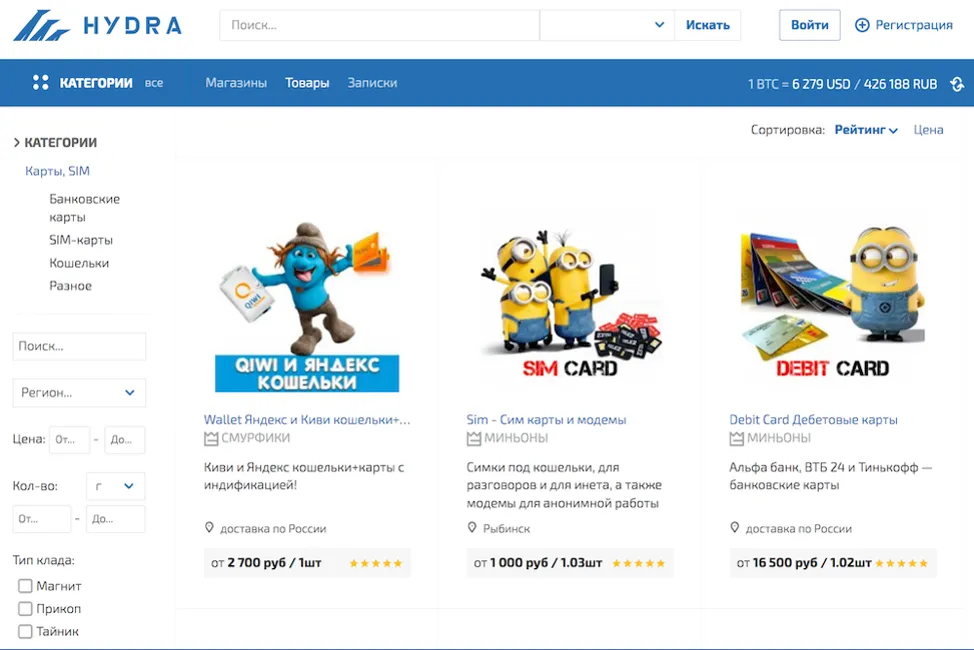 HYDRA
Поиск...
Искать
Войти
Регистрация
КАТЕГОРИИ все Магазины Товары Записки
1 BTC = 6 279 USD / 426 188 RUB
Сортировка: Рейтинг Цена
КАТЕГОРИИ
Карты, SIM
Банковские
карты
SIM-карты
Кошельки
Разное
Поиск...
Регион...
Цена: От... - До...
Кол-во: г
От... - До...
Тип клада:
Магнит
Прикоп
Тайник
QIWI
QIWI И ЯНДЕКС
КОШЕЛЬКИ
Wallet Яндекс и Киви кошельки+...
СМУРФИКИ
Киви и Яндекс кошельки+карты с
индификацией!
доставка по России
от 2 700 руб / 1шт
SIM CARD
Sim - Сим карты и модемы
МИНЬОНЫ
Симки под кошельки, для
разговоров и для инета, а также
модемы для анонимной работы
Рыбинск
от 1 000 руб / 1.03шт
DEBIT CARD
Debit Card Дебетовые карты
МИНЬОНЫ
Альфа банк, ВТБ 24 и Тинькофф —
банковские карты
доставка по России
от 16 500 руб / 1.02шт